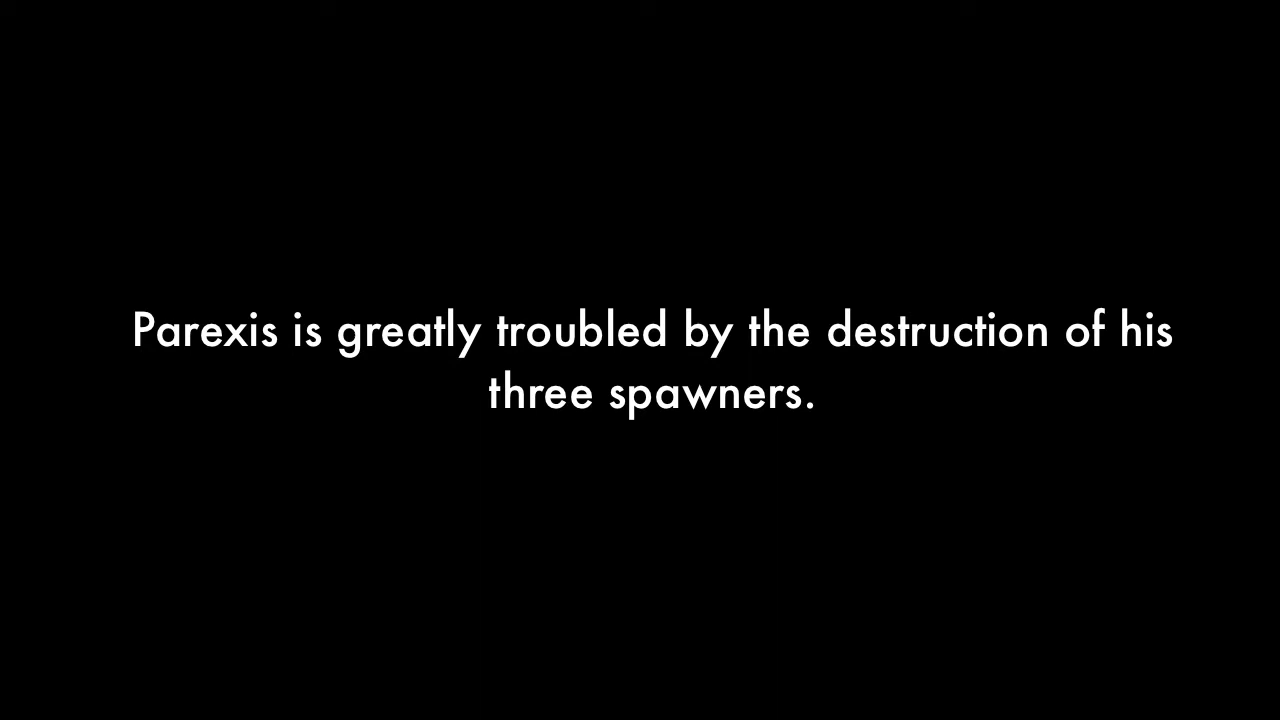 Parexis is greatly troubled by the destruction of his
three spawners.